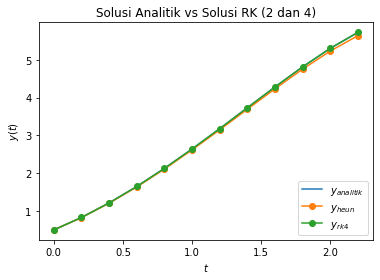 Solusi Analitik vs Solusi RK (2 dan 4)
y(t)
5
4
3
2
1
0.0 0.5 1.0 1.5 2.0
t
y_analitik
y_heun
y_rk4